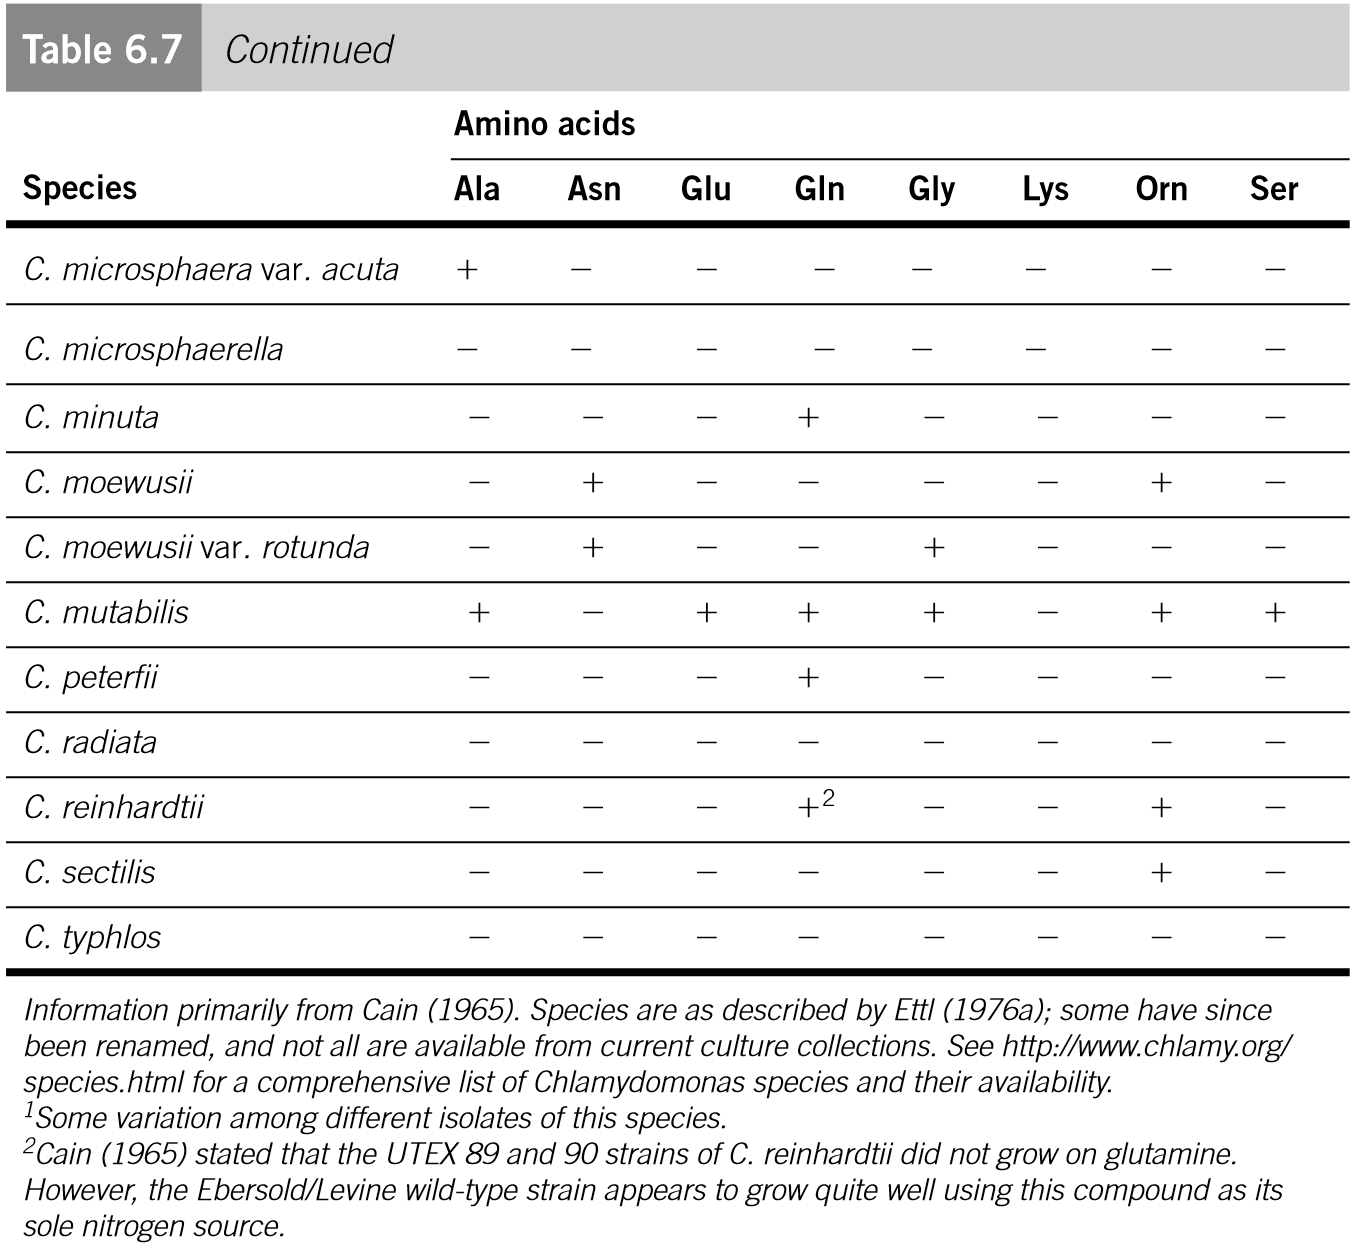 Table 6.7 Continued
Amino acids
Species Ala Asn Glu Gln Gly Lys Orn Ser
C. microsphaera var. acuta + − − − − − − −
C. microsphaerella − − − − − − − −
C. minuta − − − + − − − −
C. moewusii − + − − − − + −
C. moewusii var. rotunda − + − − + − − −
C. mutabilis + − + + + − + +
C. peterfii − − − + − − − −
C. radiata − − − − − − − −
C. reinhardtii − − − +² − − + −
C. sectilis − − − − − − + −
C. typhlos − − − − − − − −
Information primarily from Cain (1965). Species are as described by Ettl (1976a); some have since
been renamed, and not all are available from current culture collections. See http://www.chlamy.org/
species.html for a comprehensive list of Chlamydomonas species and their availability.
¹Some variation among different isolates of this species.
²Cain (1965) stated that the UTEX 89 and 90 strains of C. reinhardtii did not grow on glutamine.
However, the Ebersold/Levine wild-type strain appears to grow quite well using this compound as its
sole nitrogen source.